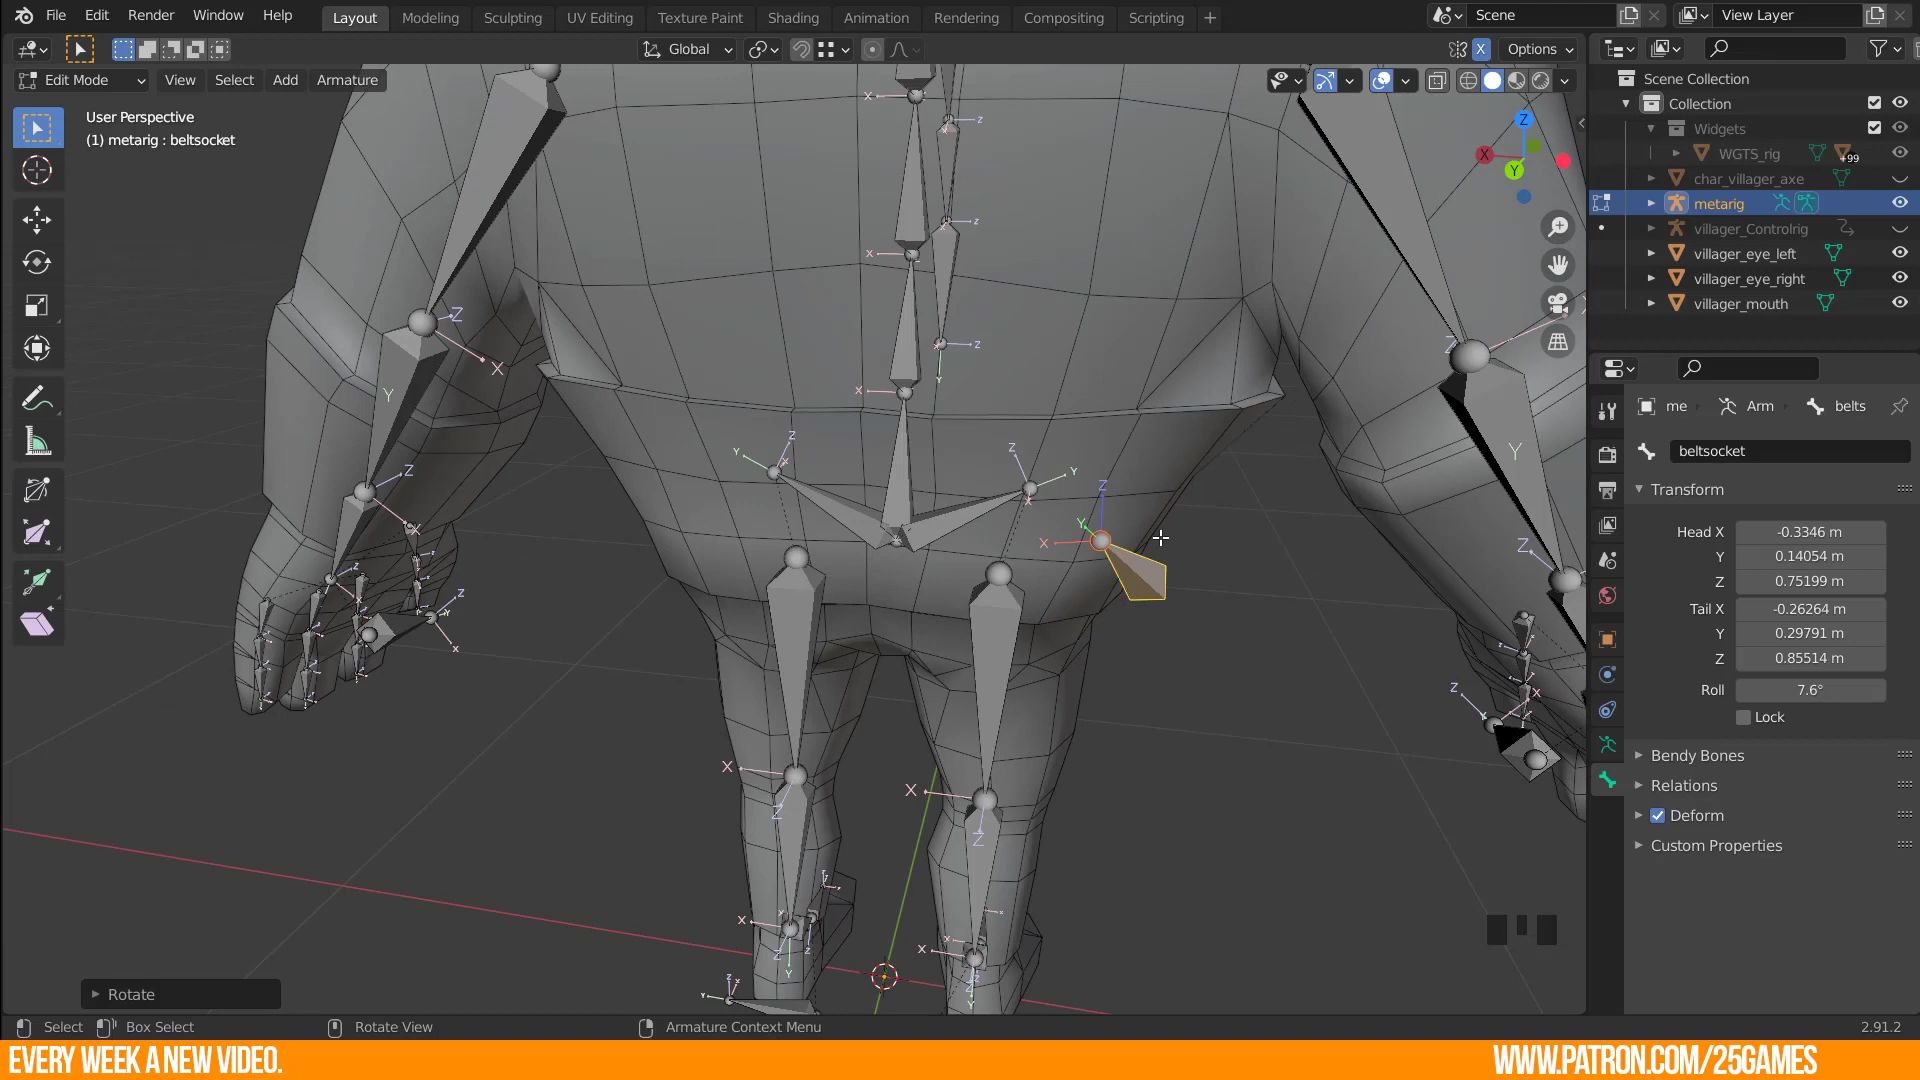 File Edit Render Window Help Layout Modeling Sculpting UV Editing Texture Paint Shading Animation Rendering Compositing Scripting + Scene View Layer
Global X Options
Edit Mode View Select Add Armature
User Perspective
(1) metarig : beltsocket
Scene Collection
Collection
Widgets
WGTS_rig +99
char_villager_axe
metarig
villager_Controlrig
villager_eye_left
villager_eye_right
villager_mouth
me Arm belts
beltsocket
Transform
Head X -0.3346 m
Y 0.14054 m
Z 0.75199 m
Tail X -0.26264 m
Y 0.29791 m
Z 0.85514 m
Roll 7.6°
Lock
Bendy Bones
Relations
Deform
Custom Properties
Rotate
Select Box Select Rotate View Armature Context Menu 2.91.2
EVERY WEEK A NEW VIDEO. WWW.PATRON.COM/25GAMES